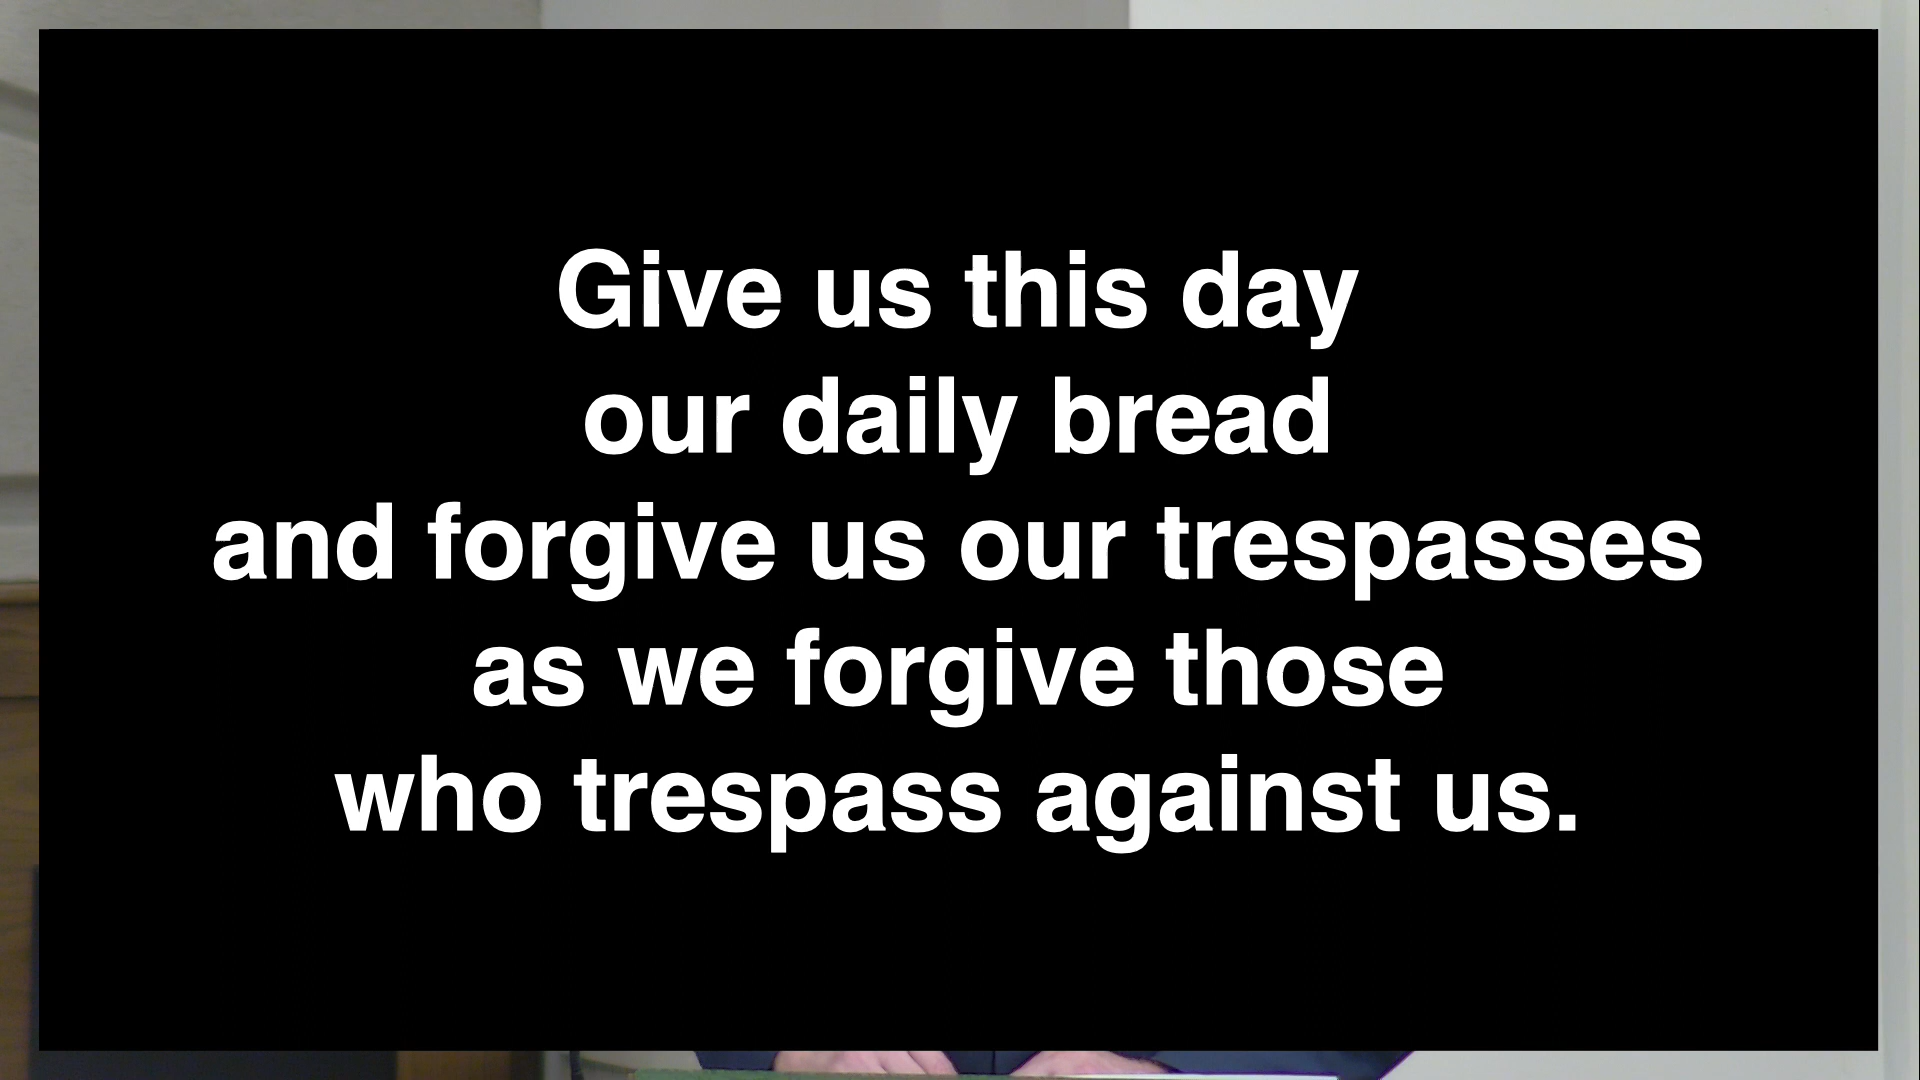 Give us this day
our daily bread
and forgive us our trespasses
as we forgive those
who trespass against us.